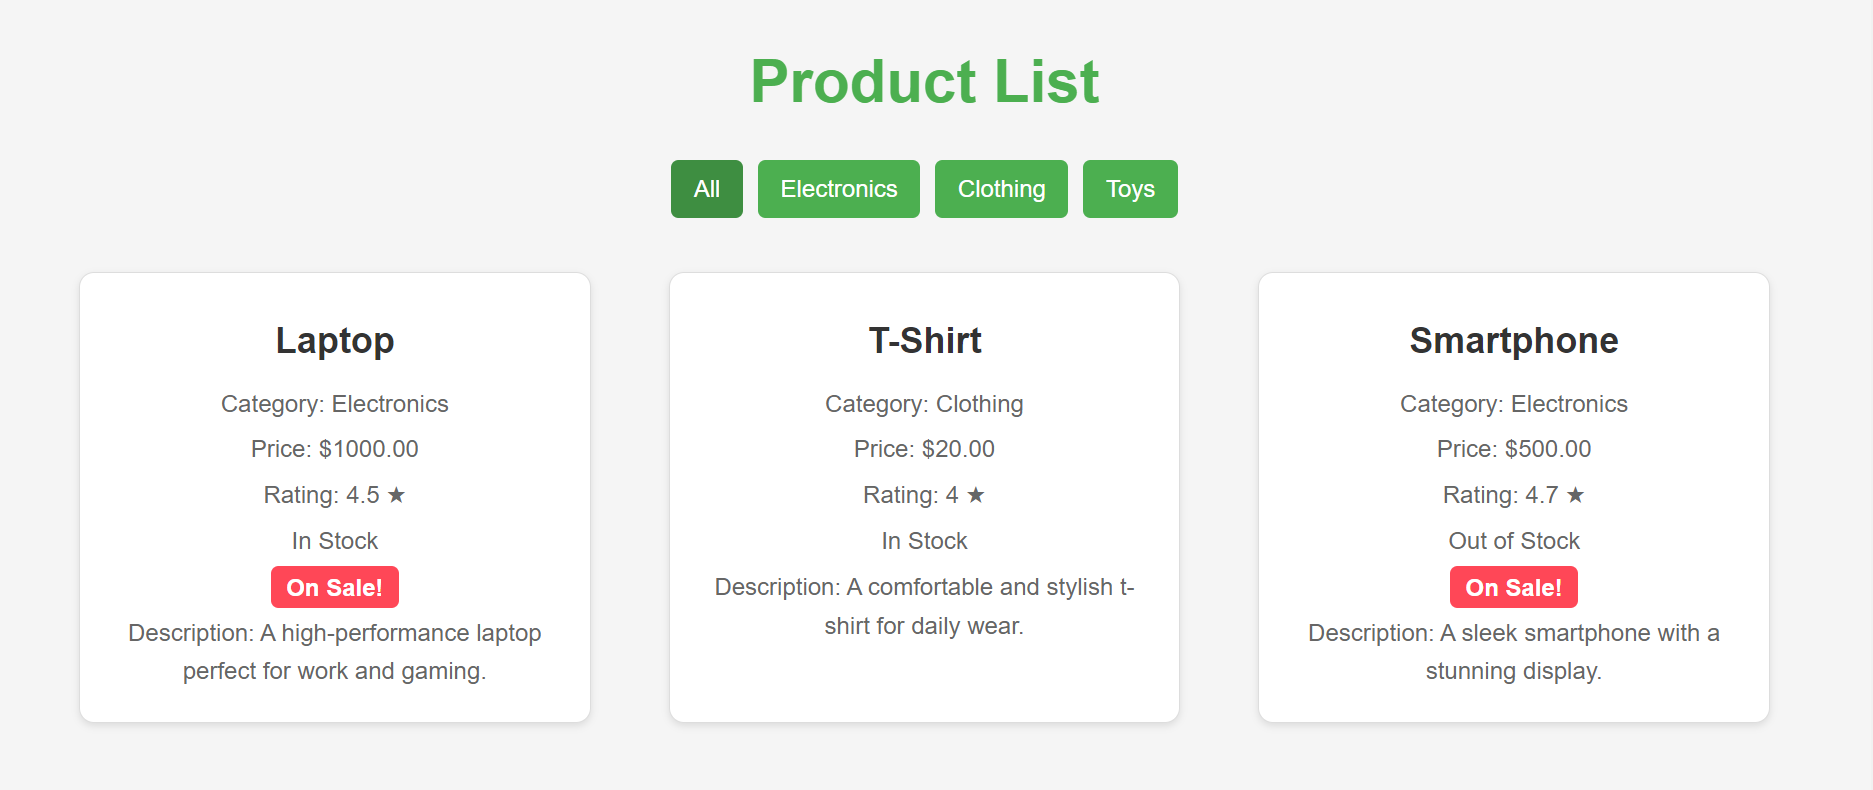 Product List
All
Electronics
Clothing
Toys
Laptop
Category: Electronics
Price: $1000.00
Rating: 4.5 ★
In Stock
On Sale!
Description: A high-performance laptop
perfect for work and gaming.
T-Shirt
Category: Clothing
Price: $20.00
Rating: 4 ★
In Stock
Description: A comfortable and stylish t-
shirt for daily wear.
Smartphone
Category: Electronics
Price: $500.00
Rating: 4.7 ★
Out of Stock
On Sale!
Description: A sleek smartphone with a
stunning display.